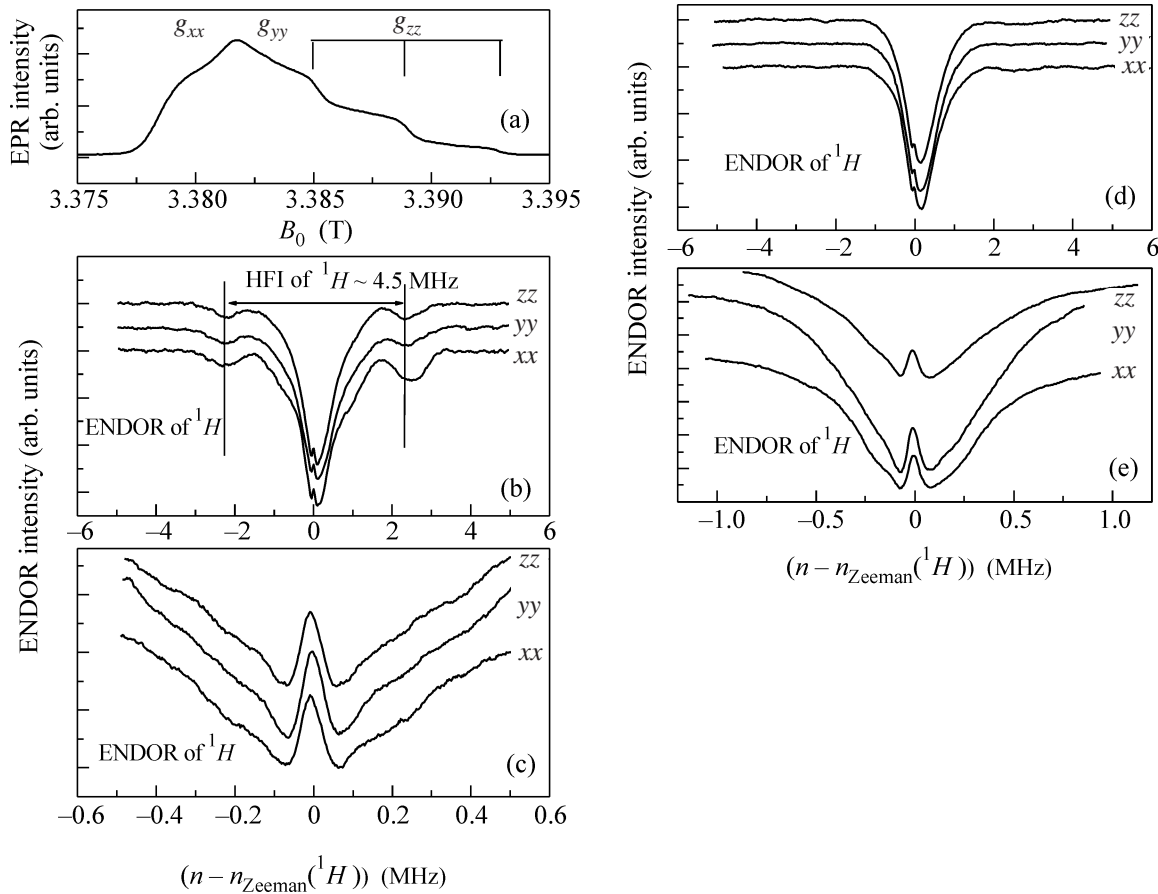 EPR intensity
(arb. units)
g_xx g_yy g_zz
(a)
3.375 3.380 3.385 3.390 3.395
B_0 (T)
ENDOR intensity (arb. units)
HFI of ^1H ~ 4.5 MHz
zz
yy
xx
ENDOR of ^1H
(b)
–6 –4 –2 0 2 4 6
zz
yy
xx
ENDOR of ^1H
(c)
–0.6 –0.4 –0.2 0 0.2 0.4 0.6
(n – n_Zeeman(^1H)) (MHz)
ENDOR intensity (arb. units)
zz
yy
xx
ENDOR of ^1H
(d)
–6 –4 –2 0 2 4 6
zz
yy
xx
ENDOR of ^1H
(e)
–1.0 –0.5 0 0.5 1.0
(n – n_Zeeman(^1H)) (MHz)